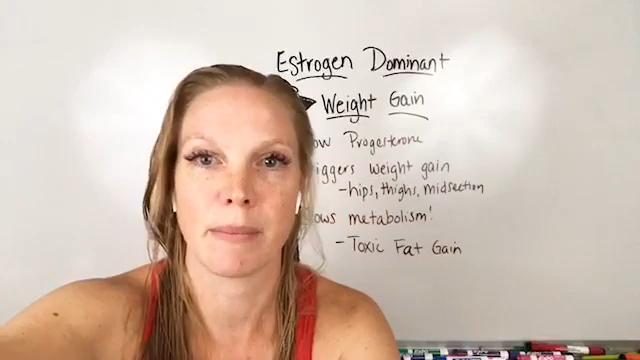 Estrogen Dominant
Weight Gain
Progesterone
weight gain
-hips, thighs, midsection
metabolism!
- Toxic Fat Gain